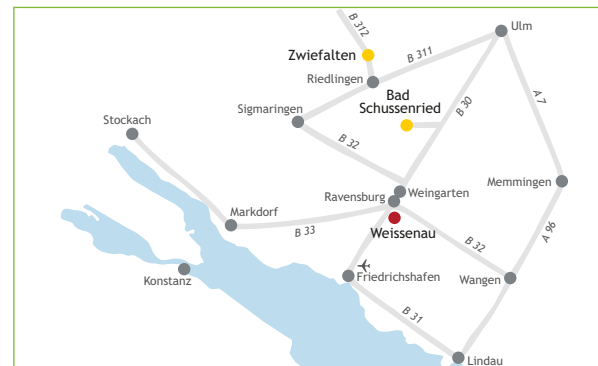 B 312
Ulm
Zwiefalten
B 311
Riedlingen
A 7
Bad
Schussenried
B 30
Sigmaringen
Stockach
B 32
Memmingen
Weingarten
Ravensburg
Markdorf
B 33
Weissenau
B 32
A 96
Konstanz
Friedrichshafen
Wangen
B 31
Lindau